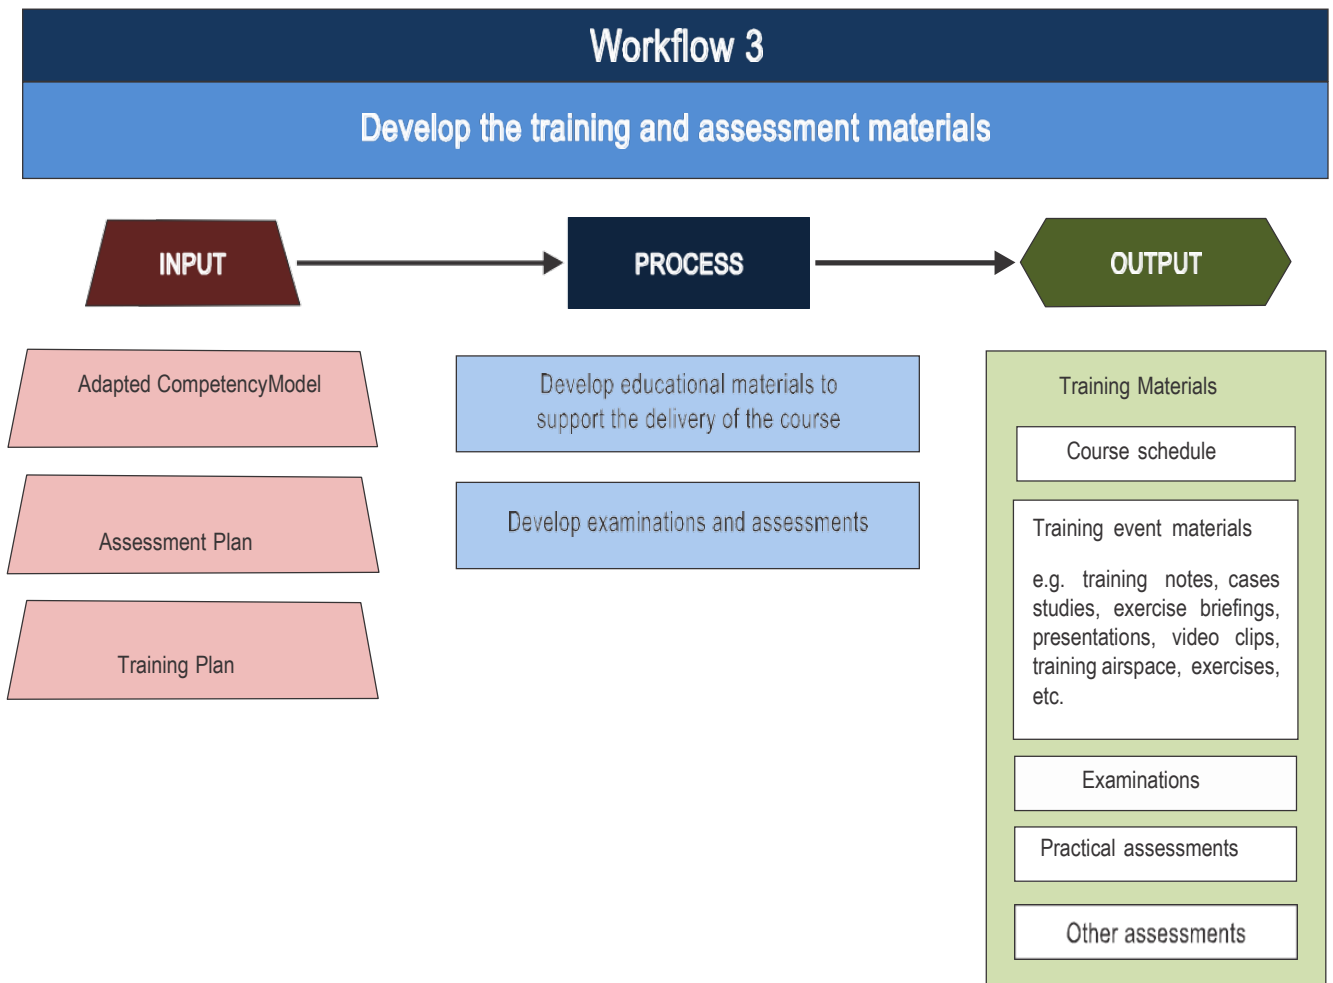 Workflow 3
Develop the training and assessment materials
INPUT
PROCESS
OUTPUT
Adapted CompetencyModel
Assessment Plan
Training Plan
Develop educational materials to
support the delivery of the course
Develop examinations and assessments
Training Materials
Course schedule
Training event materials
e.g. training notes, cases
studies, exercise briefings,
presentations, video clips,
training airspace, exercises,
etc.
Examinations
Practical assessments
Other assessments